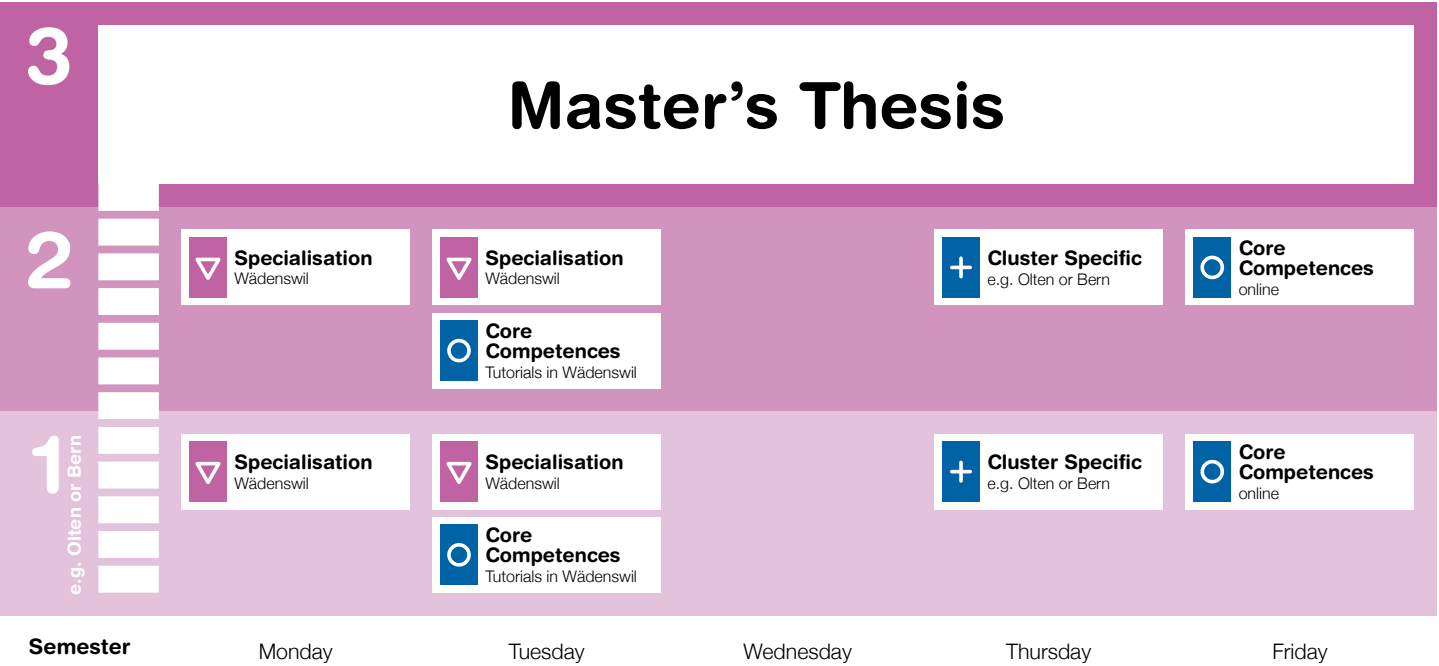 3
Master’s Thesis
2
Specialisation
Wädenswil
Specialisation
Wädenswil
Core
Competences
Tutorials in Wädenswil
Cluster Specific
e.g. Olten or Bern
Core
Competences
online
1
e.g. Olten or Bern
Specialisation
Wädenswil
Specialisation
Wädenswil
Core
Competences
Tutorials in Wädenswil
Cluster Specific
e.g. Olten or Bern
Core
Competences
online
Semester
Monday
Tuesday
Wednesday
Thursday
Friday